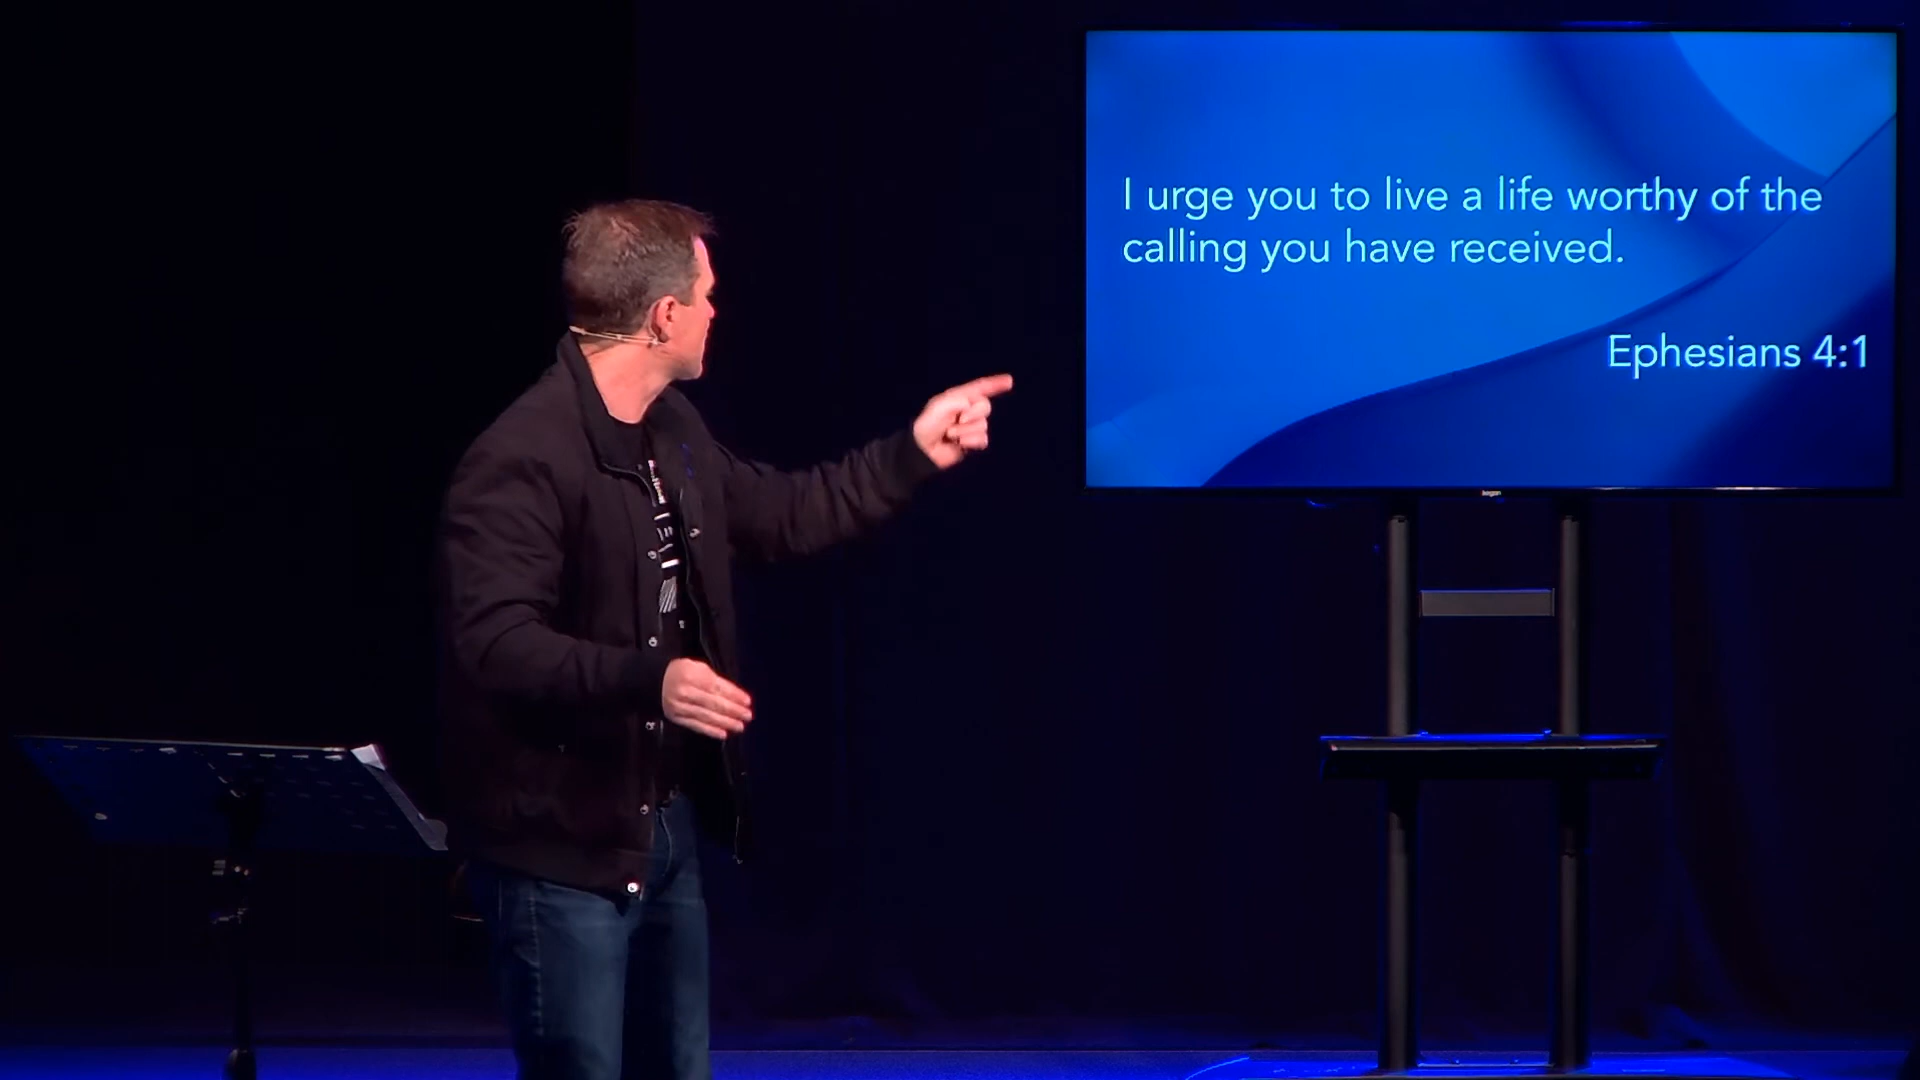 I urge you to live a life worthy of the
calling you have received.
Ephesians 4:1